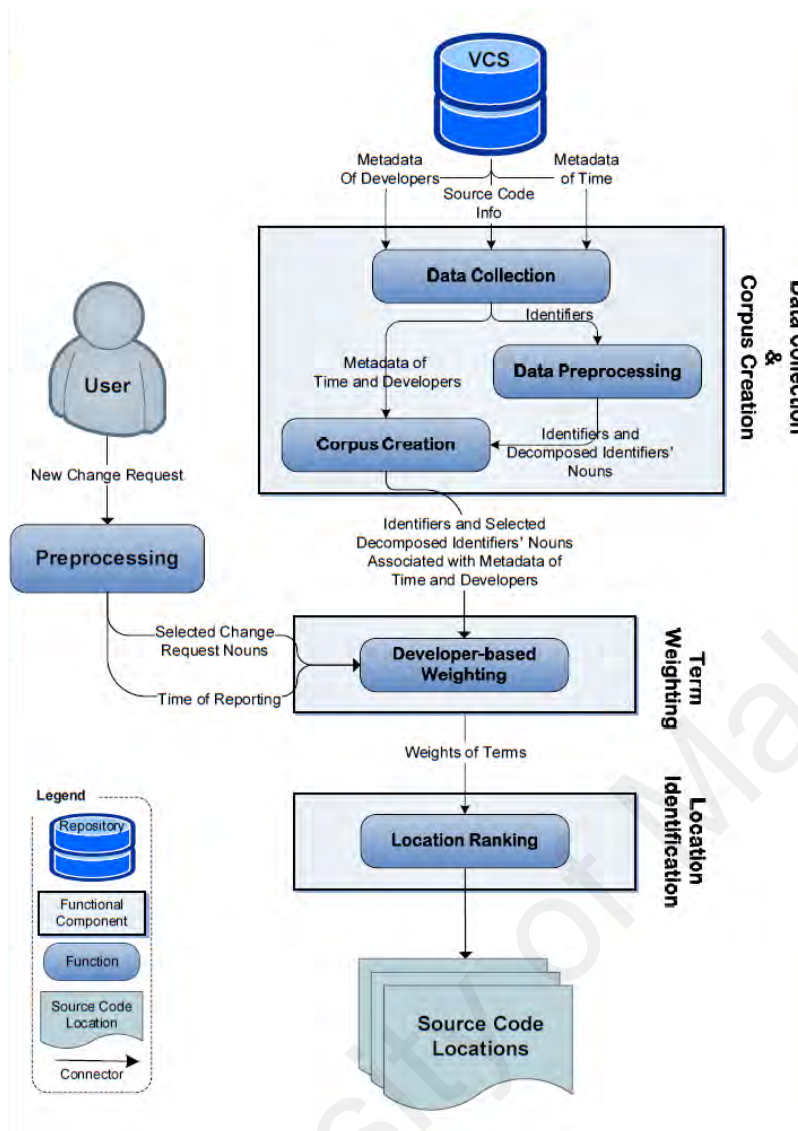 VCS
Metadata
Of Developers
Metadata
of Time
Source Code
Info
Data Collection
Identifiers
Metadata of
Time and Developers
Data Preprocessing
Corpus Creation
Identifiers and
Decomposed Identifiers'
Nouns
Data Collection
&
Corpus Creation
User
New Change Request
Preprocessing
Identifiers and Selected
Decomposed Identifiers' Nouns
Associated with Metadata of
Time and Developers
Selected Change
Request Nouns
Time of Reporting
Developer-based
Weighting
Term
Weighting
Weights of Terms
Location Ranking
Location
Identification
Source Code
Locations
Legend
Repository
Functional
Component
Function
Source Code
Location
Connector
sity of Mal